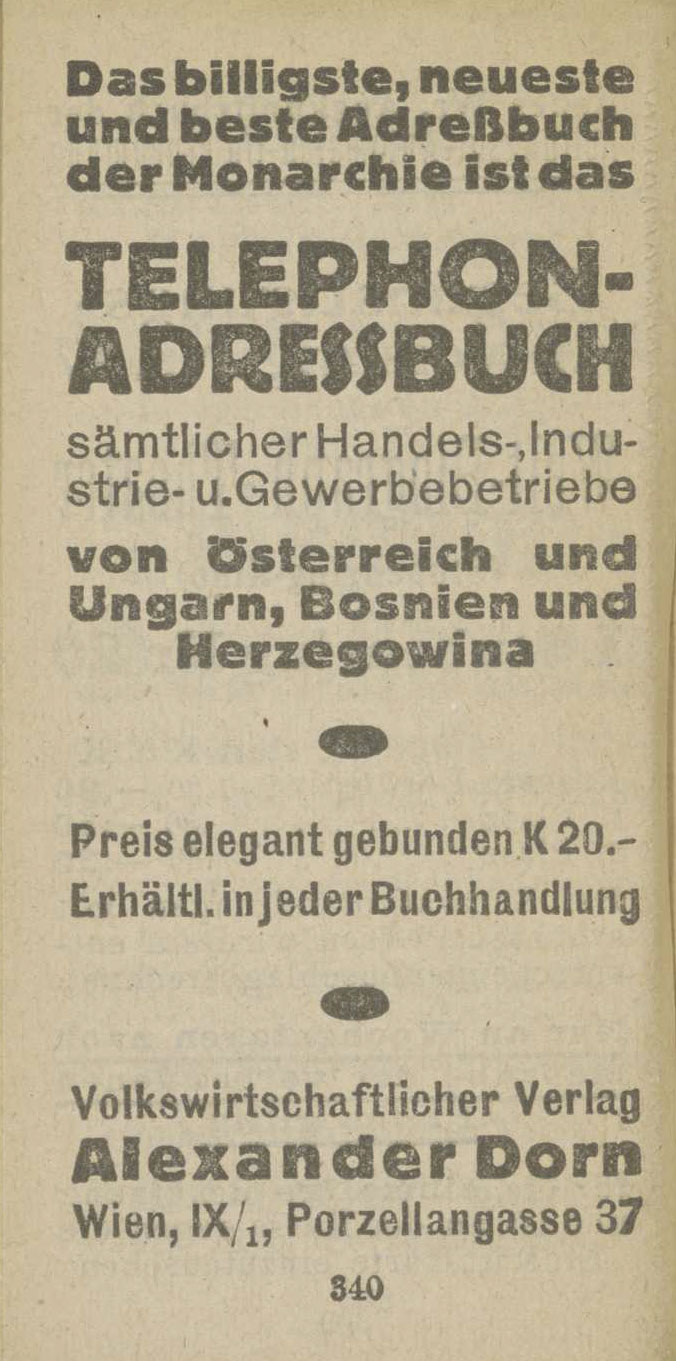 Das billigste, neueste
und beste Adreßbuch
der Monarchie ist das
TELEPHON-
ADRESSBUCH
sämtlicher Handels-, Indu-
strie- u. Gewerbebetriebe
von Österreich und
Ungarn, Bosnien und
Herzegowina
Preis elegant gebunden K 20.-
Erhältl. in jeder Buchhandlung
Volkswirtschaftlicher Verlag
Alexander Dorn
Wien, IX/1, Porzellangasse 37
340